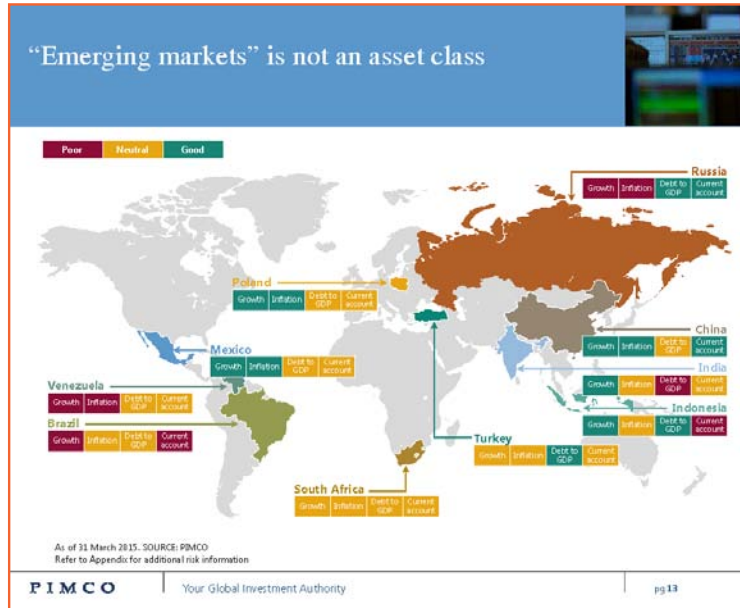 “Emerging markets” is not an asset class
Poor Neutral Good
Russia
Growth Inflation Debt to GDP Current account
Poland
Growth Inflation Debt to GDP Current account
China
Growth Inflation Debt to GDP Current account
Mexico
Growth Inflation Debt to GDP Current account
India
Growth Inflation Debt to GDP Current account
Venezuela
Growth Inflation Debt to GDP Current account
Indonesia
Growth Inflation Debt to GDP Current account
Brazil
Growth Inflation Debt to GDP Current account
Turkey
Growth Inflation Debt to GDP Current account
South Africa
Growth Inflation Debt to GDP Current account
As of 31 March 2015. SOURCE: PIMCO
Refer to Appendix for additional risk information
PIMCO Your Global Investment Authority pg 13